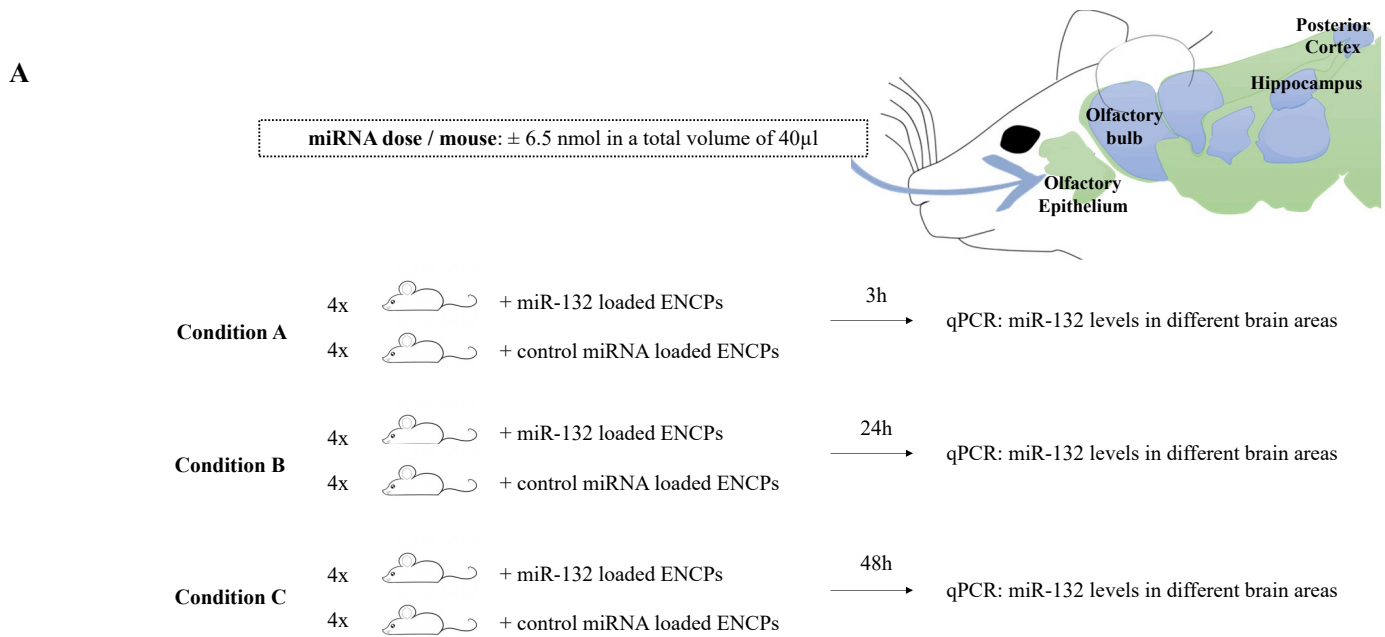 A
Posterior
Cortex
Hippocampus
Olfactory
bulb
miRNA dose / mouse: ± 6.5 nmol in a total volume of 40µl
Olfactory
Epithelium
4x + miR-132 loaded ENCPs 3h
Condition A qPCR: miR-132 levels in different brain areas
4x + control miRNA loaded ENCPs
4x + miR-132 loaded ENCPs 24h
Condition B qPCR: miR-132 levels in different brain areas
4x + control miRNA loaded ENCPs
4x + miR-132 loaded ENCPs 48h
Condition C qPCR: miR-132 levels in different brain areas
4x + control miRNA loaded ENCPs